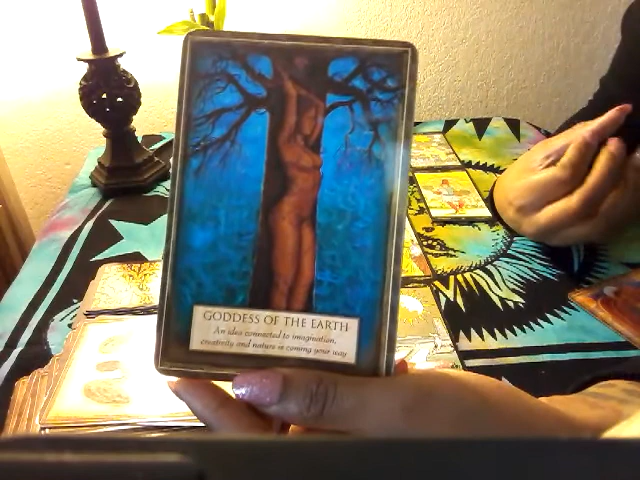 GODDESS OF THE EARTH
An idea connected to imagination,
creativity and nature is coming your way